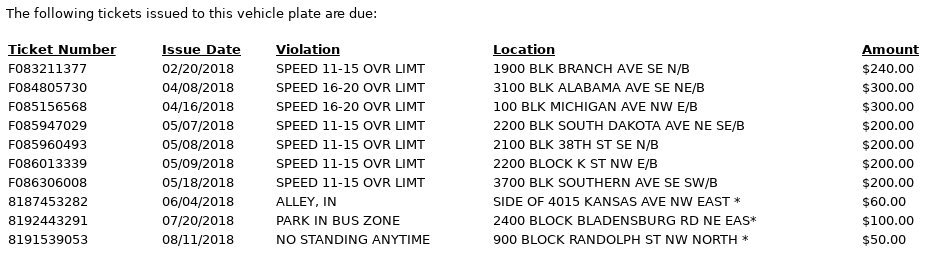 The following tickets issued to this vehicle plate are due:
Ticket Number Issue Date Violation Location Amount
F083211377 02/20/2018 SPEED 11-15 OVR LIMT 1900 BLK BRANCH AVE SE N/B $240.00
F084805730 04/08/2018 SPEED 16-20 OVR LIMT 3100 BLK ALABAMA AVE SE NE/B $300.00
F085156568 04/16/2018 SPEED 16-20 OVR LIMT 100 BLK MICHIGAN AVE NW E/B $300.00
F085947029 05/07/2018 SPEED 11-15 OVR LIMT 2200 BLK SOUTH DAKOTA AVE NE SE/B $200.00
F085960493 05/08/2018 SPEED 11-15 OVR LIMT 2100 BLK 38TH ST SE N/B $200.00
F086013339 05/09/2018 SPEED 11-15 OVR LIMT 2200 BLOCK K ST NW E/B $200.00
F086306008 05/18/2018 SPEED 11-15 OVR LIMT 3700 BLK SOUTHERN AVE SE SW/B $200.00
8187453282 06/04/2018 ALLEY, IN SIDE OF 4015 KANSAS AVE NW EAST * $60.00
8192443291 07/20/2018 PARK IN BUS ZONE 2400 BLOCK BLADENSBURG RD NE EAS* $100.00
8191539053 08/11/2018 NO STANDING ANYTIME 900 BLOCK RANDOLPH ST NW NORTH * $50.00